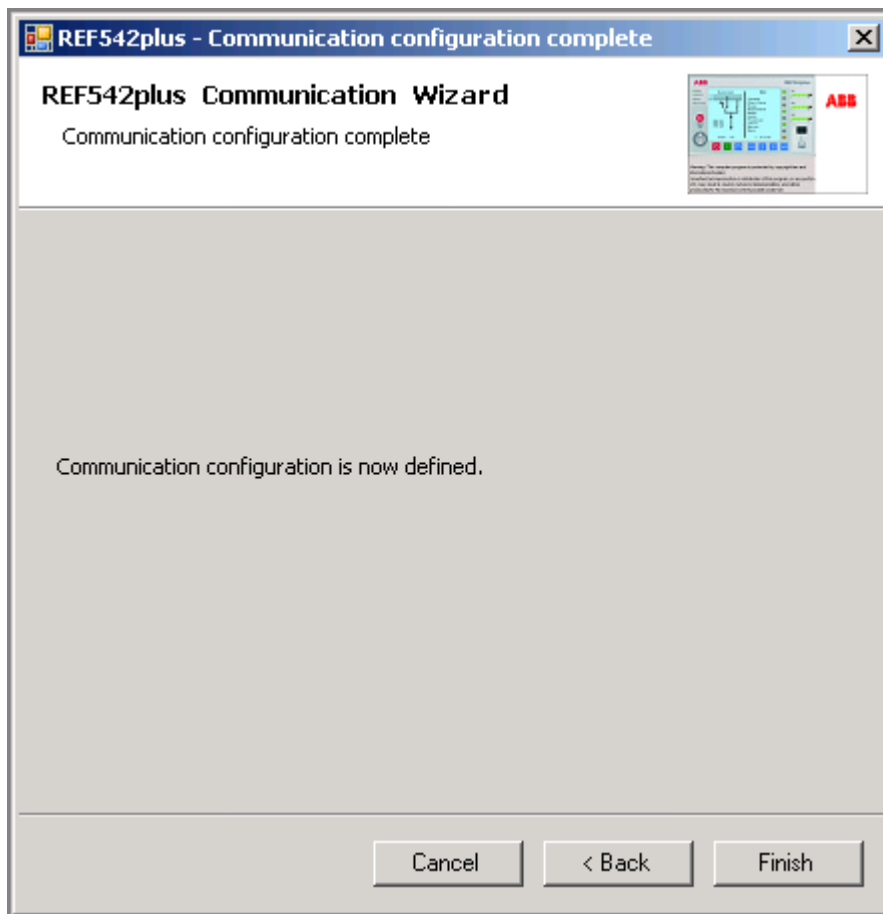 REF542plus - Communication configuration complete
REF542plus Communication Wizard
Communication configuration complete
ABB
ABB
Communication configuration is now defined.
Cancel
< Back
Finish